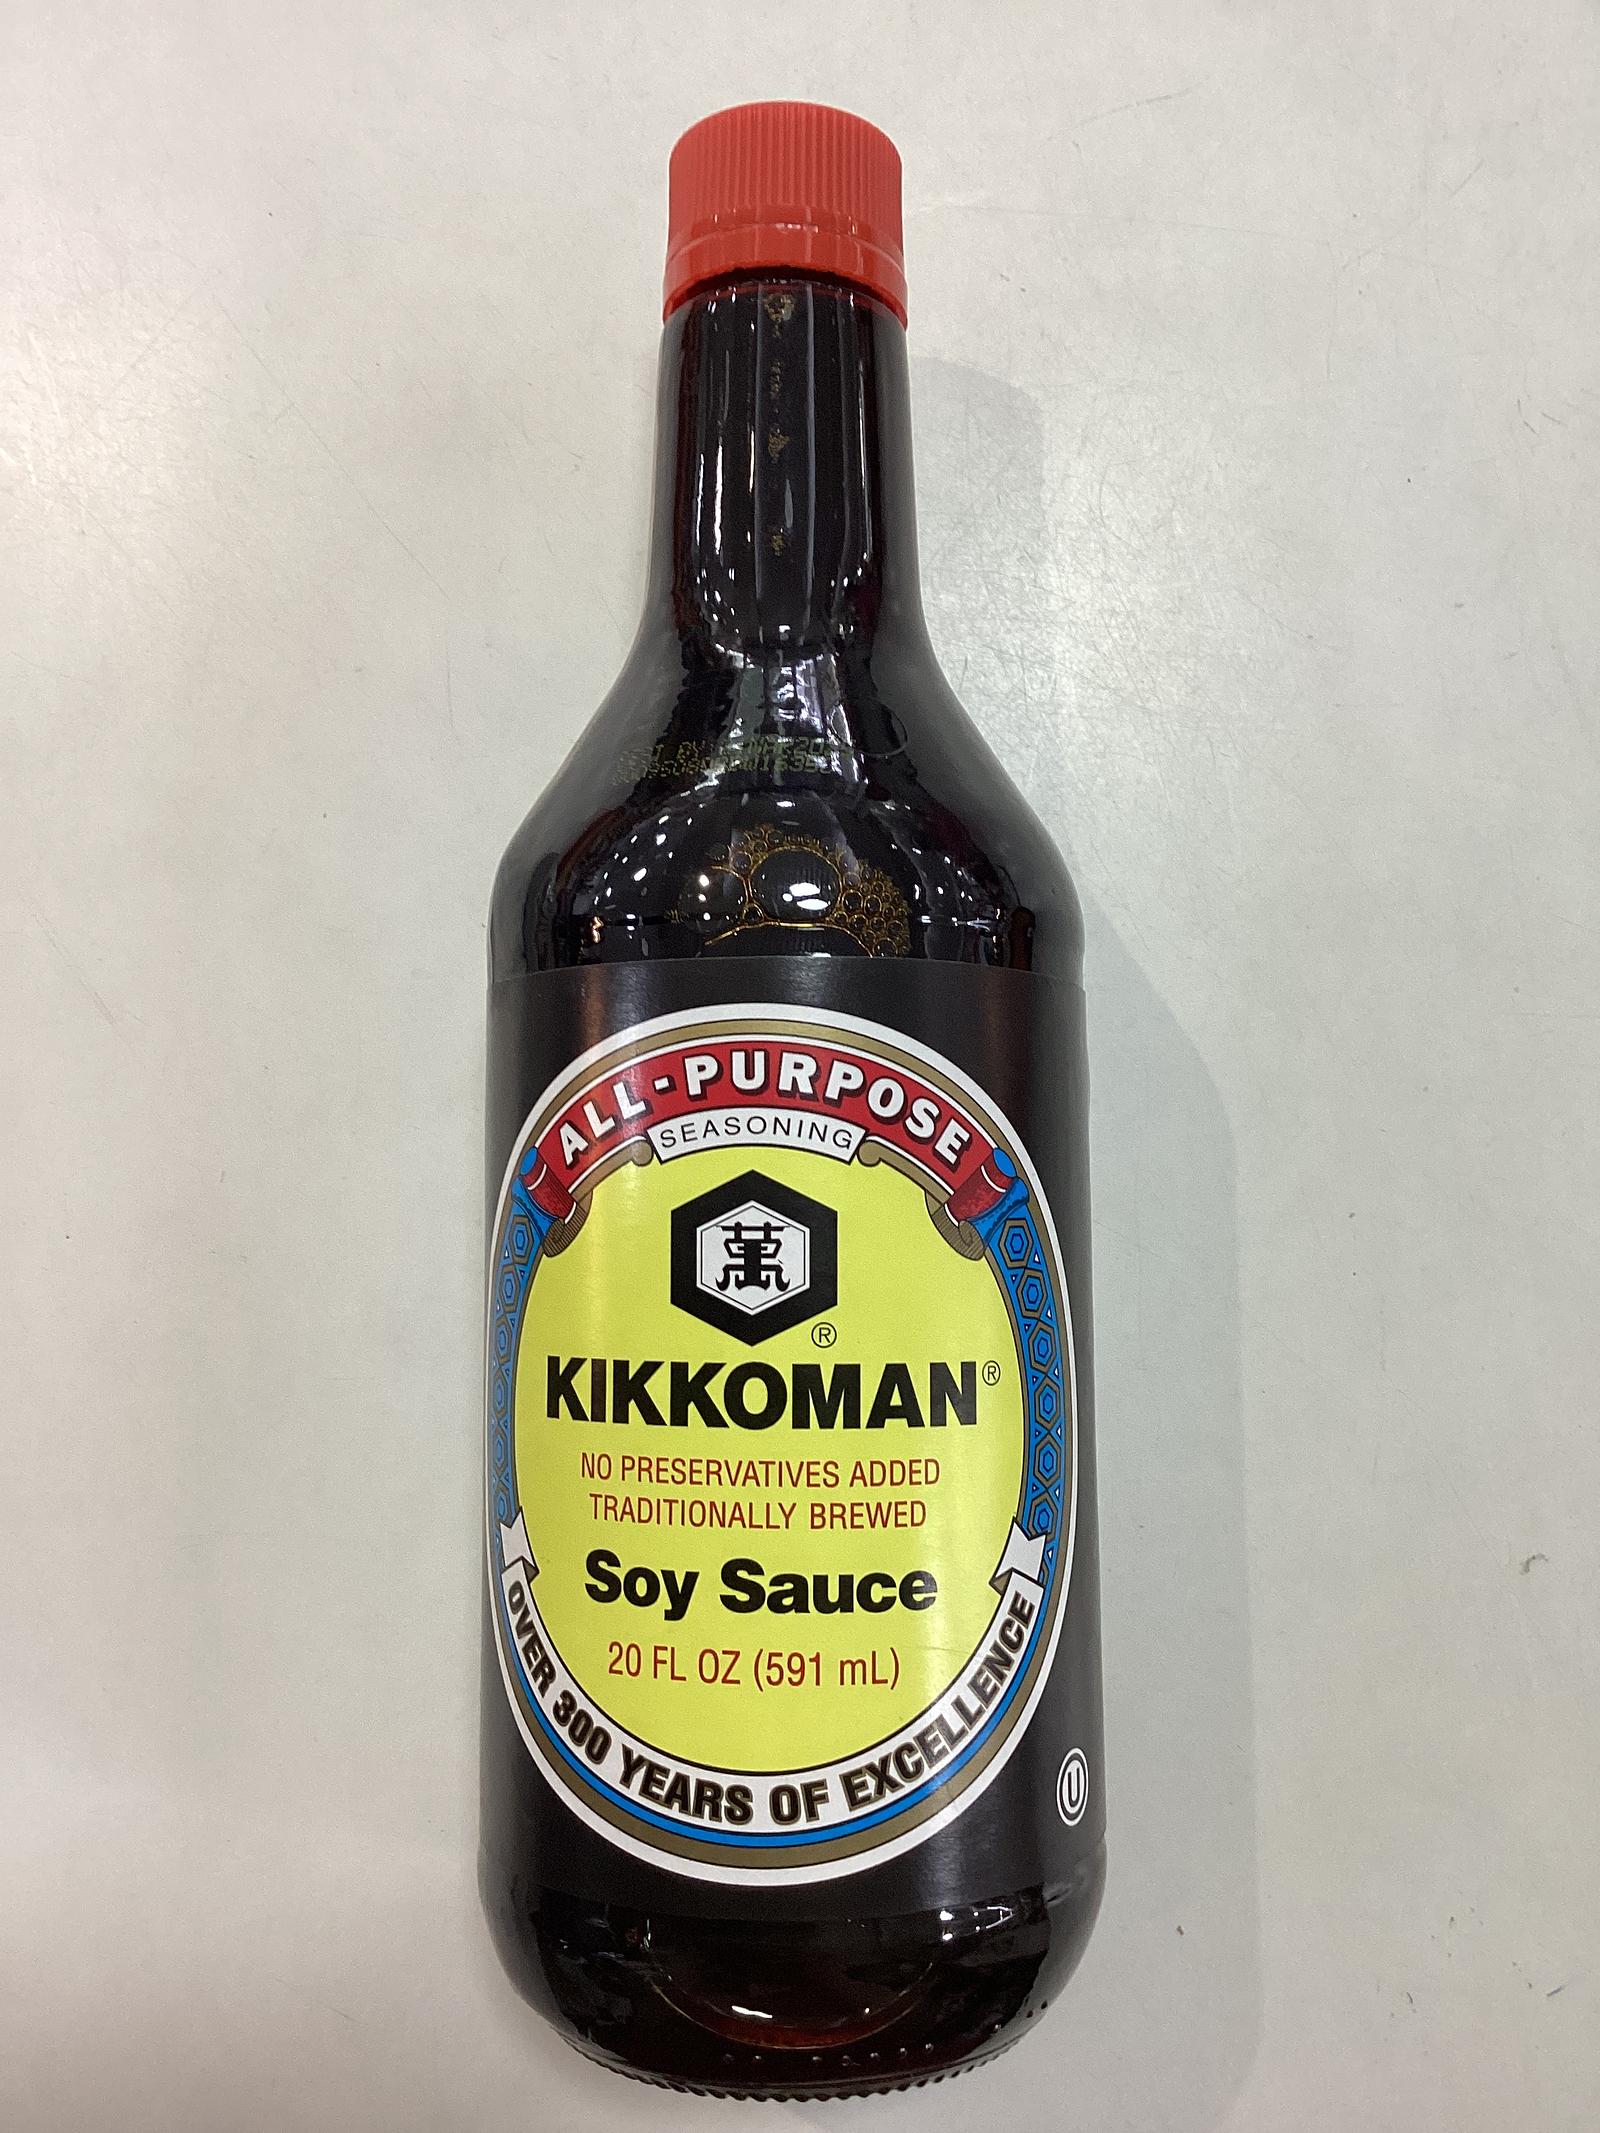 ALL-PURPOSE
SEASONING
萬
®
KIKKOMAN®
NO PRESERVATIVES ADDED
TRADITIONALLY BREWED
Soy Sauce
20 FL OZ (591 mL)
OVER 300 YEARS OF EXCELLENCE
U